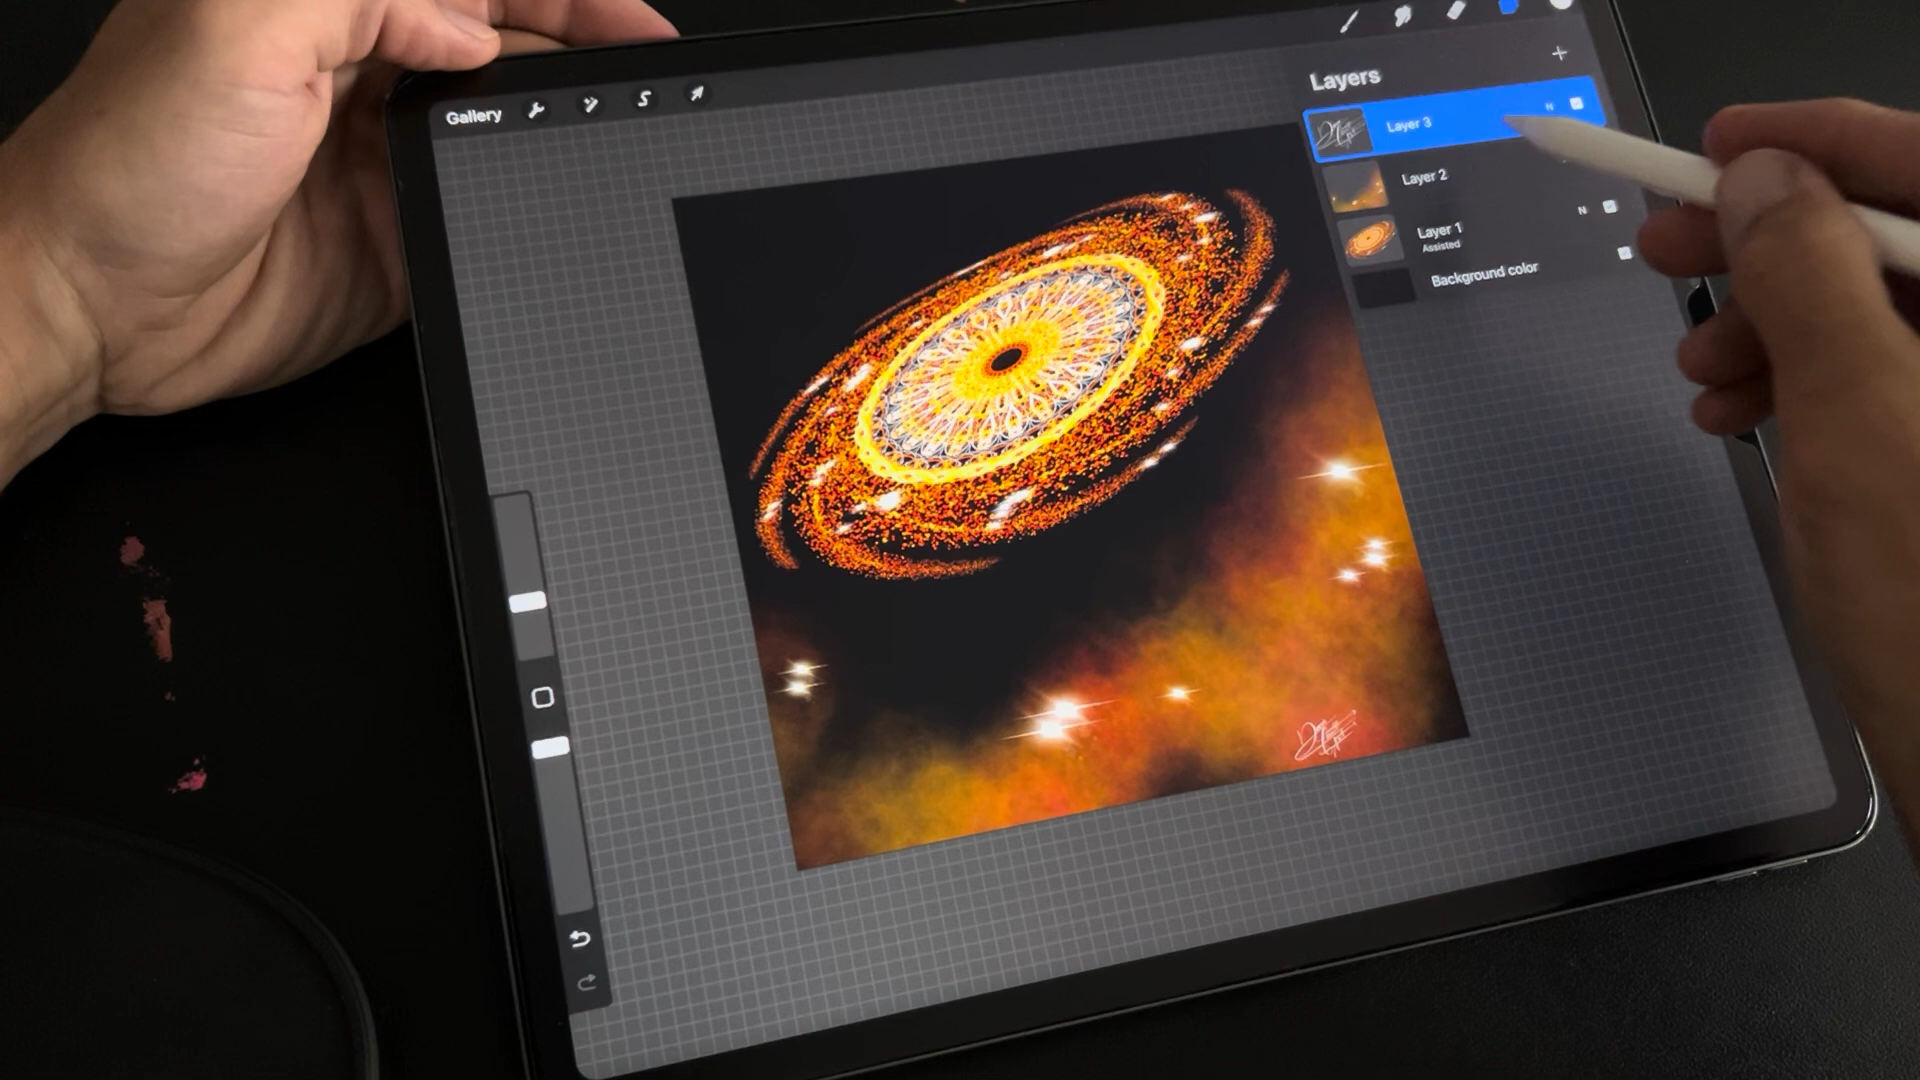 Gallery
Layers
Layer 3
N
Layer 2
Layer 1
N
Assisted
Background color